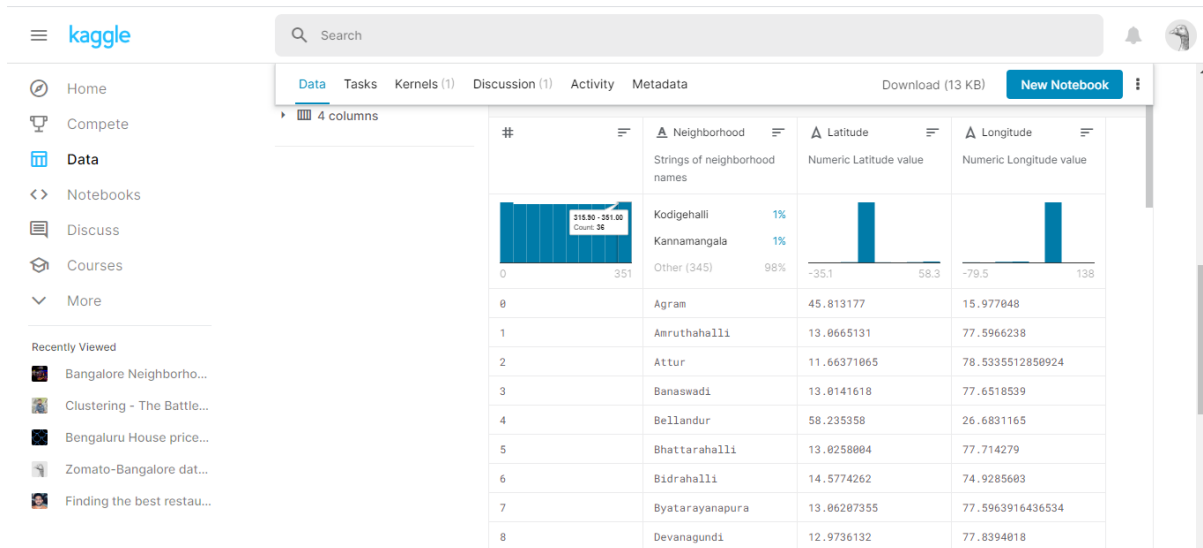 kaggle
Search
Home
Compete
Data
Notebooks
Discuss
Courses
More
Recently Viewed
Bangalore Neighborho...
Clustering - The Battle...
Bengaluru House price...
Zomato-Bangalore dat...
Finding the best restau...
Data Tasks Kernels (1) Discussion (1) Activity Metadata Download (13 KB) New Notebook
4 columns
# Neighborhood Latitude Longitude
Strings of neighborhood names Numeric Latitude value Numeric Longitude value
315.90 - 351.00
Count: 36
0 351
Kodigehalli 1%
Kannamangala 1%
Other (345) 98%
-35.1 58.3
-79.5 138
0 Agram 45.813177 15.977048
1 Amruthahalli 13.0665131 77.5966238
2 Attur 11.66371065 78.5335512850924
3 Banaswadi 13.0141618 77.6518539
4 Bellandur 58.235358 26.6831165
5 Bhattarahalli 13.0258004 77.714279
6 Bidrahalli 14.5774262 74.9285603
7 Byatarayanapura 13.06207355 77.5963916436534
8 Devanagundi 12.9736132 77.8394018